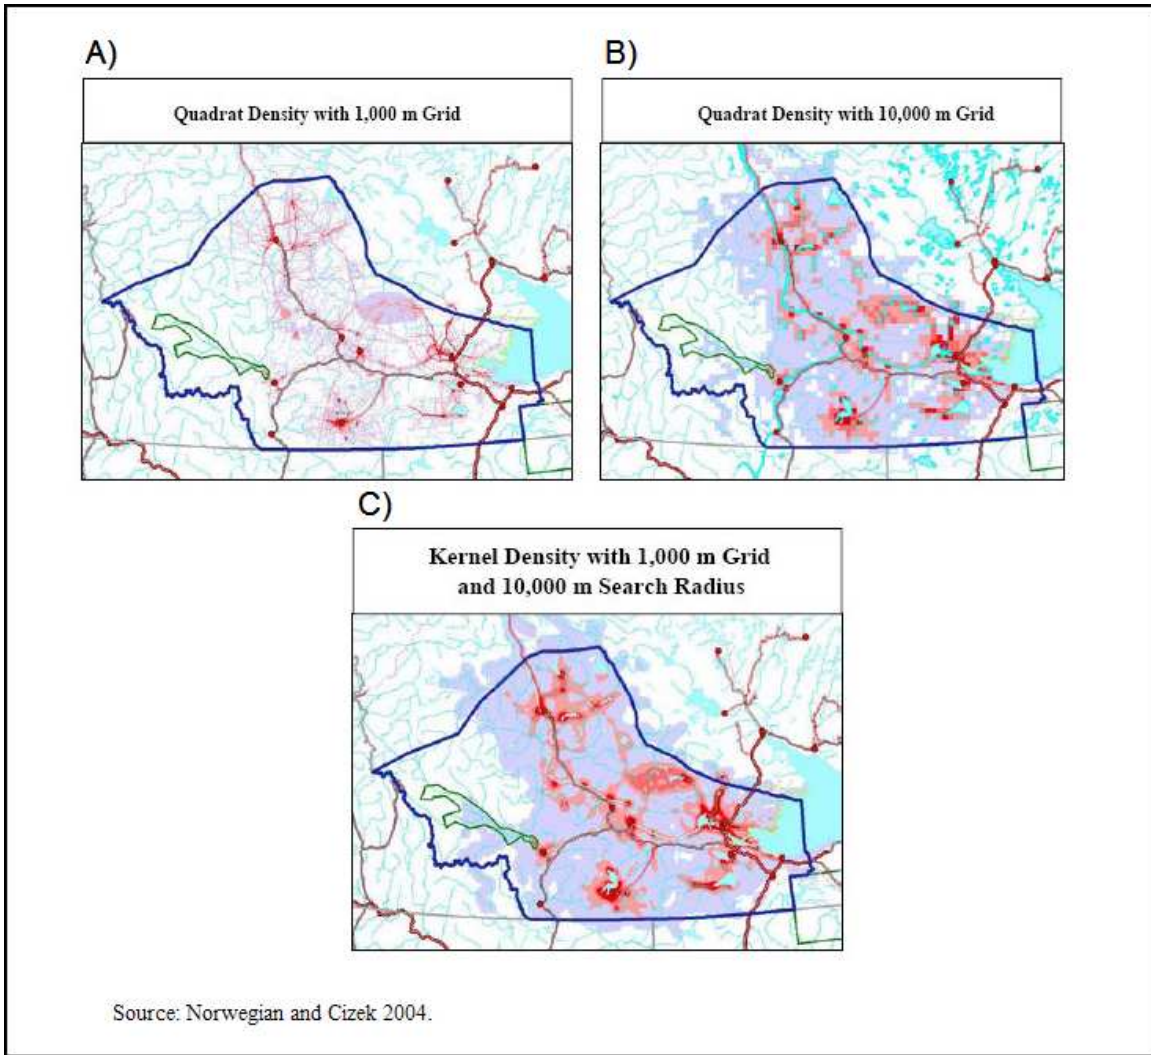 A)
B)
Quadrat Density with 1,000 m Grid
Quadrat Density with 10,000 m Grid
C)
Kernel Density with 1,000 m Grid
and 10,000 m Search Radius
Source: Norwegian and Cizek 2004.